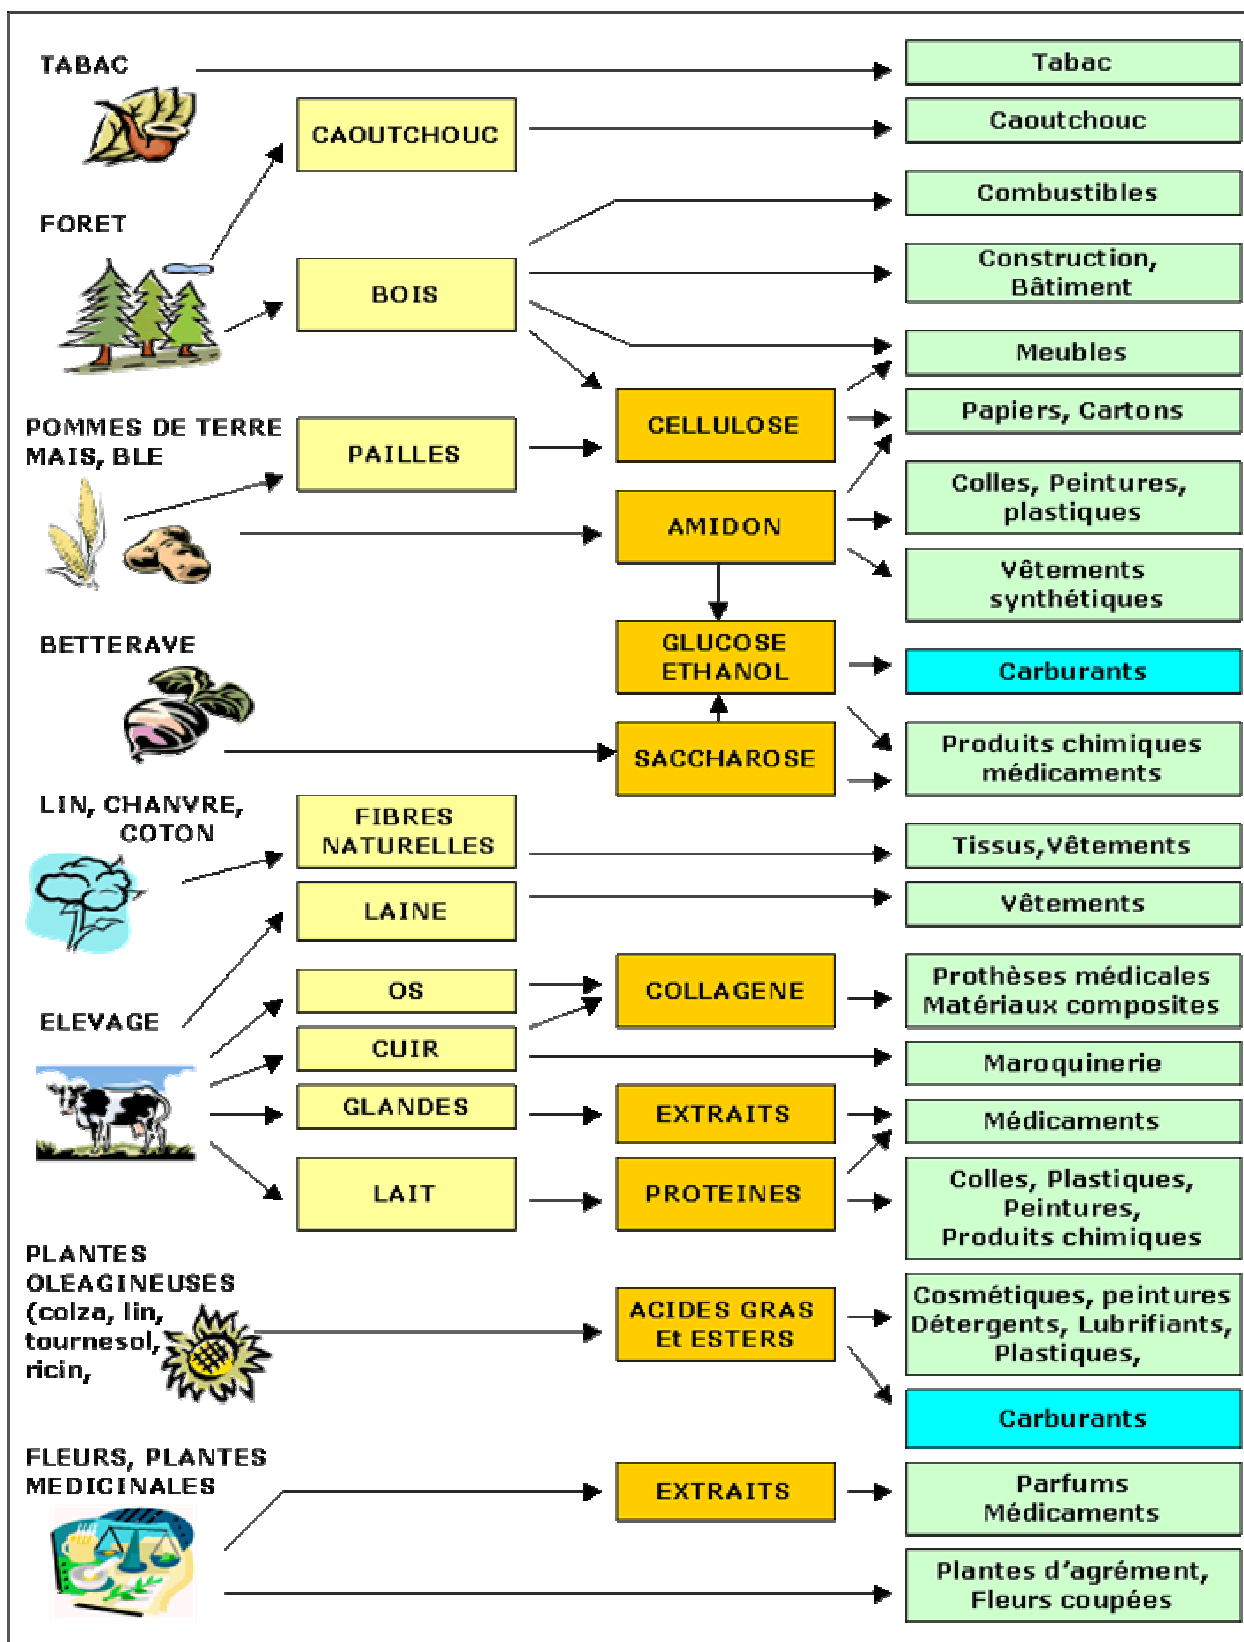 TABAC
Tabac
CAOUTCHOUC
Caoutchouc
Combustibles
FORET
BOIS
Construction,
Bâtiment
Meubles
POMMES DE TERRE
MAIS, BLE
PAILLES
CELLULOSE
Papiers, Cartons
AMIDON
Colles, Peintures,
plastiques
Vêtements
synthétiques
BETTERAVE
GLUCOSE
ETHANOL
Carburants
SACCHAROSE
Produits chimiques
médicaments
LIN, CHANVRE,
COTON
FIBRES
NATURELLES
Tissus,Vêtements
LAINE
Vêtements
ELEVAGE
OS
COLLAGENE
Prothèses médicales
Matériaux composites
CUIR
Maroquinerie
GLANDES
EXTRAITS
Médicaments
LAIT
PROTEINES
Colles, Plastiques,
Peintures,
Produits chimiques
PLANTES
OLEAGINEUSES
(colza, lin,
tournesol,
ricin,
ACIDES GRAS
Et ESTERS
Cosmétiques, peintures
Détergents, Lubrifiants,
Plastiques,
Carburants
FLEURS, PLANTES
MEDICINALES
EXTRAITS
Parfums
Médicaments
Plantes d'agrément,
Fleurs coupées